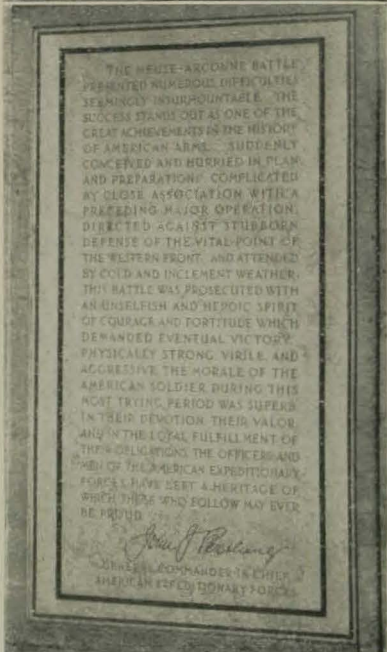 THE MEUSE-ARGONNE BATTLE
PRESENTED NUMEROUS DIFFICULTIES
SEEMINGLY INSURMOUNTABLE. THE
SUCCESS STANDS OUT AS ONE OF THE
GREAT ACHIEVEMENTS IN THE HISTORY
OF AMERICAN ARMS. SUDDENLY
CONCEIVED AND HURRIED IN PLAN
AND PREPARATION; COMPLICATED
BY CLOSE ASSOCIATION WITH A
PRECEDING MAJOR OPERATION;
DIRECTED AGAINST STUBBORN
DEFENSE OF THE VITAL POINT OF
THE WESTERN FRONT; AND ATTENDED
BY COLD AND INCLEMENT WEATHER;
THIS BATTLE WAS PROSECUTED WITH
AN UNSELFISH AND HEROIC SPIRIT
OF COURAGE AND FORTITUDE WHICH
DEMANDED EVENTUAL VICTORY.
PHYSICALLY STRONG, VIRILE, AND
AGGRESSIVE, THE MORALE OF THE
AMERICAN SOLDIER DURING THIS
MOST TRYING PERIOD WAS SUPERB.
IN THEIR DEVOTION, THEIR VALOR,
AND IN THE LOYAL FULFILLMENT OF
THEIR OBLIGATIONS, THE OFFICERS AND
MEN OF THE AMERICAN EXPEDITIONARY
FORCES HAVE LEFT A HERITAGE OF
WHICH THOSE WHO FOLLOW MAY EVER
BE PROUD.
John J. Pershing
GENERAL COMMANDER-IN-CHIEF
AMERICAN EXPEDITIONARY FORCES